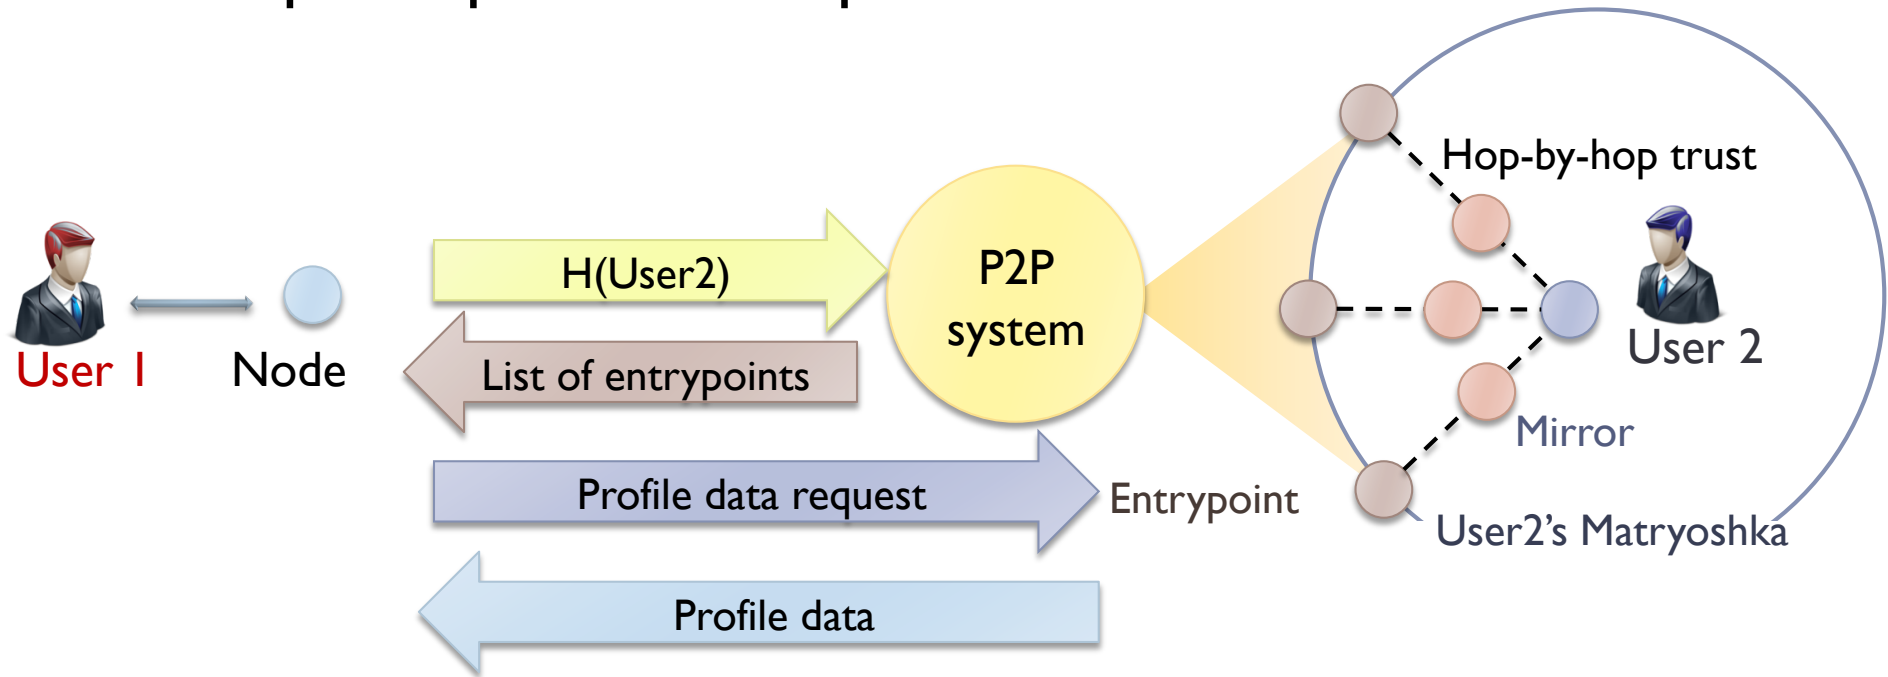 Hop-by-hop trust
H(User2)
P2P
system
User 1
Node
List of entrypoints
User 2
Mirror
Profile data request
Entrypoint
User2's Matryoshka
Profile data